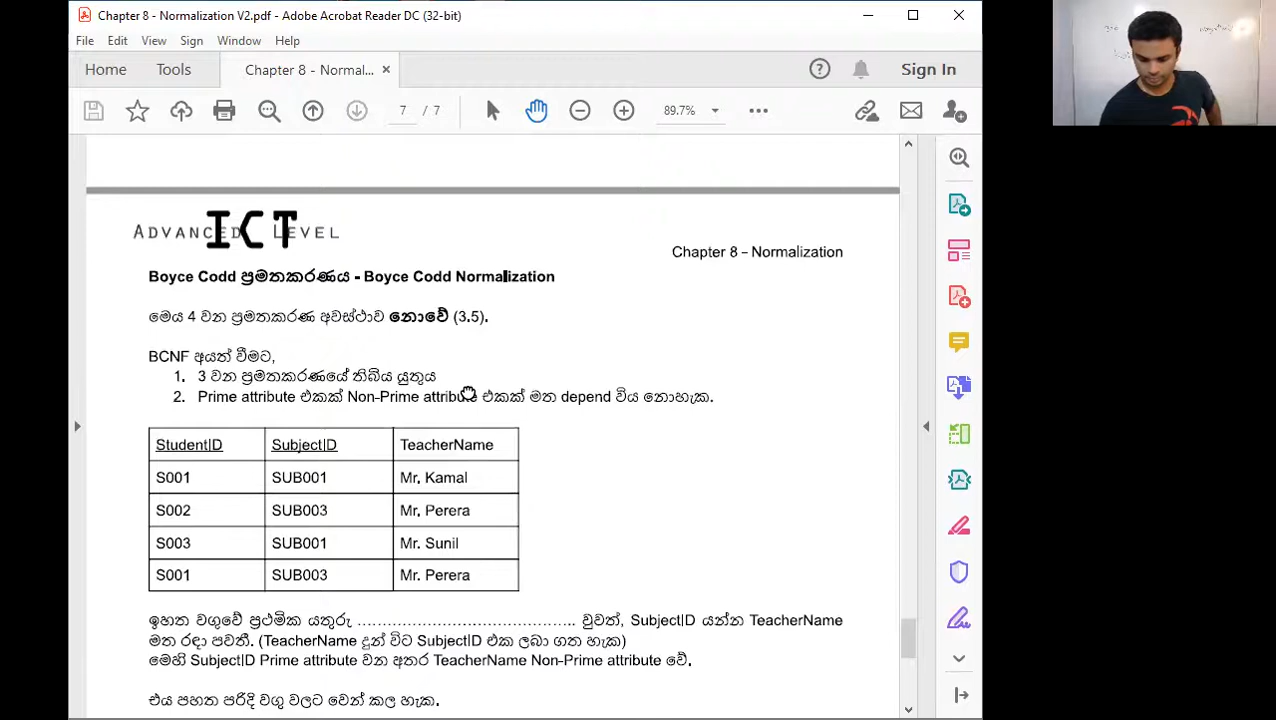 Chapter 8 - Normalization V2.pdf - Adobe Acrobat Reader DC (32-bit)
File Edit View Sign Window Help
Home Tools Chapter 8 - Normal... × Sign In
7 / 7 89.7%
ADVANCED LEVEL
ICT
Chapter 8 – Normalization
Boyce Codd ප්‍රමතකරණය - Boyce Codd Normalization
මෙය 4 වන ප්‍රමතකරණ අවස්ථාව නොවේ (3.5).
BCNF අයත් වීමට,
1. 3 වන ප්‍රමතකරණයේ තිබිය යුතුය
2. Prime attribute එකක් Non-Prime attribute එකක් මත depend විය නොහැක.
StudentID SubjectID TeacherName
S001 SUB001 Mr. Kamal
S002 SUB003 Mr. Perera
S003 SUB001 Mr. Sunil
S001 SUB003 Mr. Perera
ඉහත වගුවේ ප්‍රාථමික යතුරු ……………………………………. වුවත්, SubjectID යන්න TeacherName
මත රඳා පවතී. (TeacherName දුන් විට SubjectID එක ලබා ගත හැක)
මෙහි SubjectID Prime attribute වන අතර TeacherName Non-Prime attribute වේ.
එය පහත පරිදි වගු වලට වෙන් කල හැක.